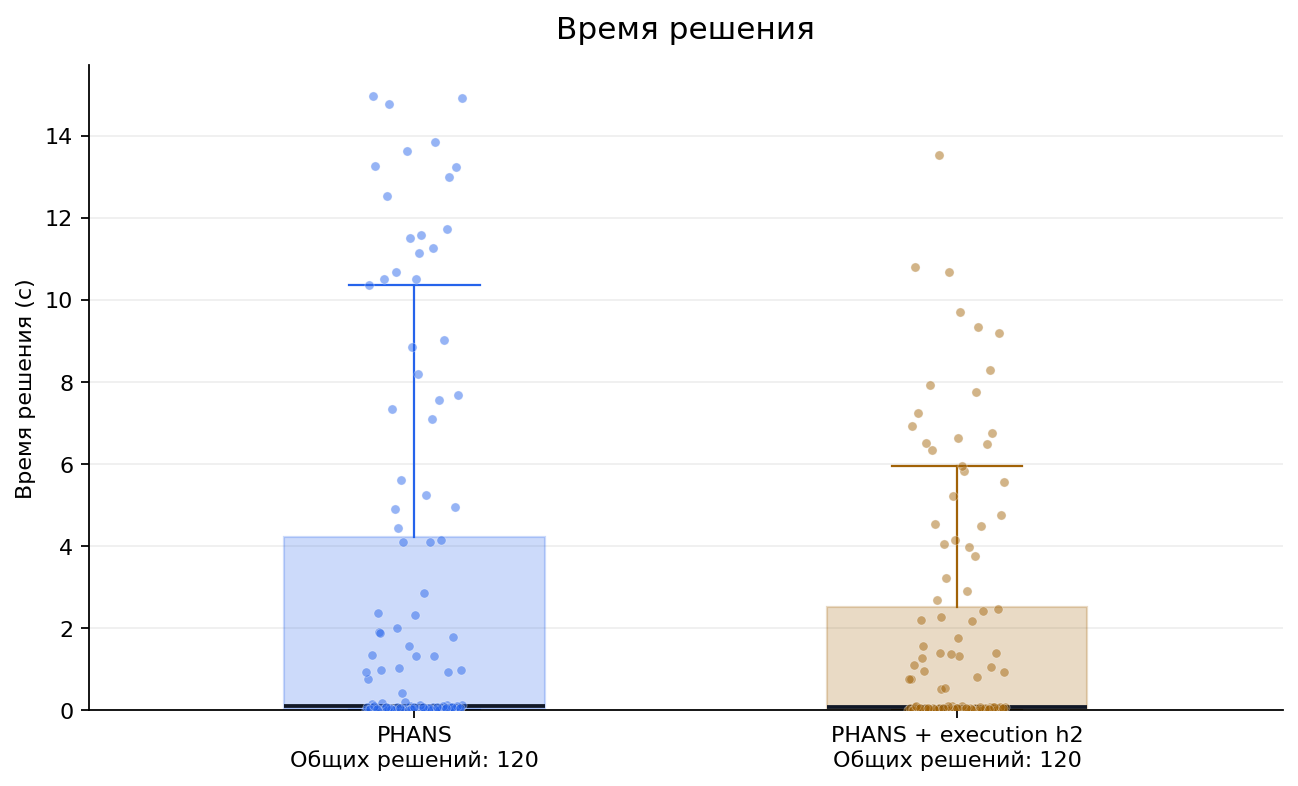 Время решения
Время решения (с)
14
12
10
8
6
4
2
0
PHANS
Общих решений: 120
PHANS + execution h2
Общих решений: 120